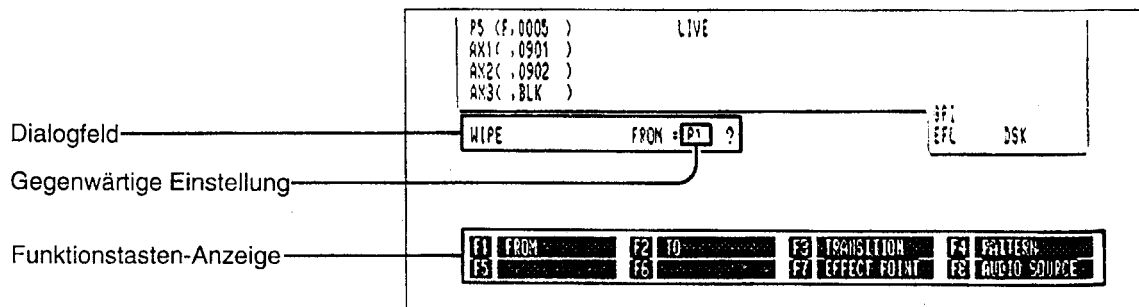 P5 (F,0005 ) LIVE
AX1( ,0901 )
AX2( ,0902 )
AX3( ,BLK )
Dialogfeld
WIPE FROM = P1 ?
EFC DSK
Gegenwärtige Einstellung
Funktionstasten-Anzeige
F1 FROM F2 TO F3 TRANSITION F4 PATTERN
F5 F6 F7 EFFECT POINT F8 AUDIO SOURCE